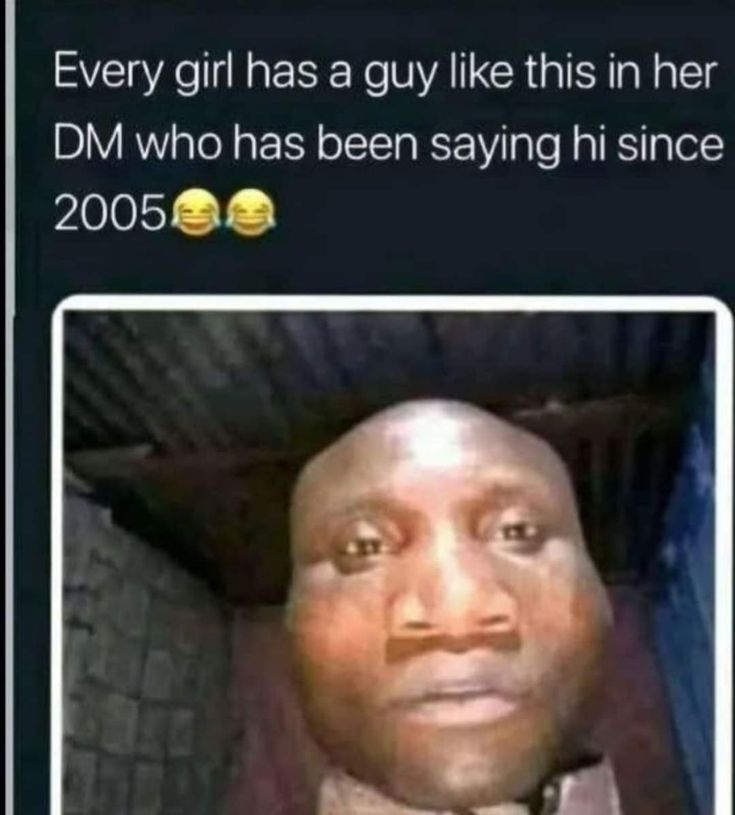 Every girl has a guy like this in her
DM who has been saying hi since
2005😂😂